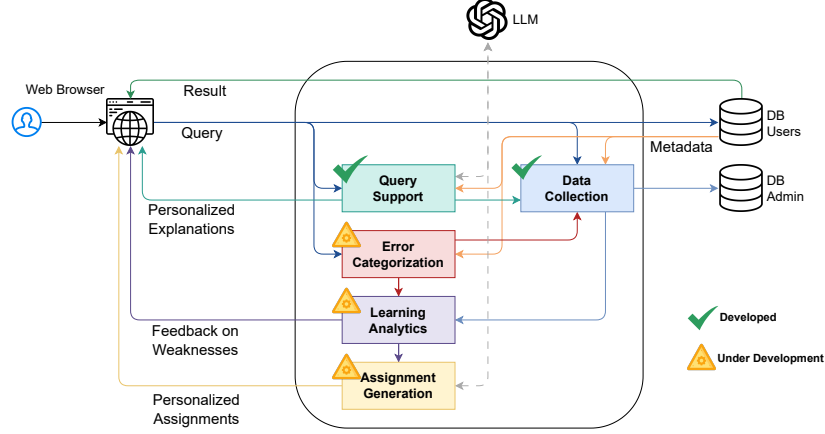 LLM
Web Browser
Result
Query
DB
Users
Metadata
Query
Support
Data
Collection
DB
Admin
Personalized
Explanations
Error
Categorization
Learning
Analytics
Developed
Feedback on
Weaknesses
Under Development
Assignment
Generation
Personalized
Assignments